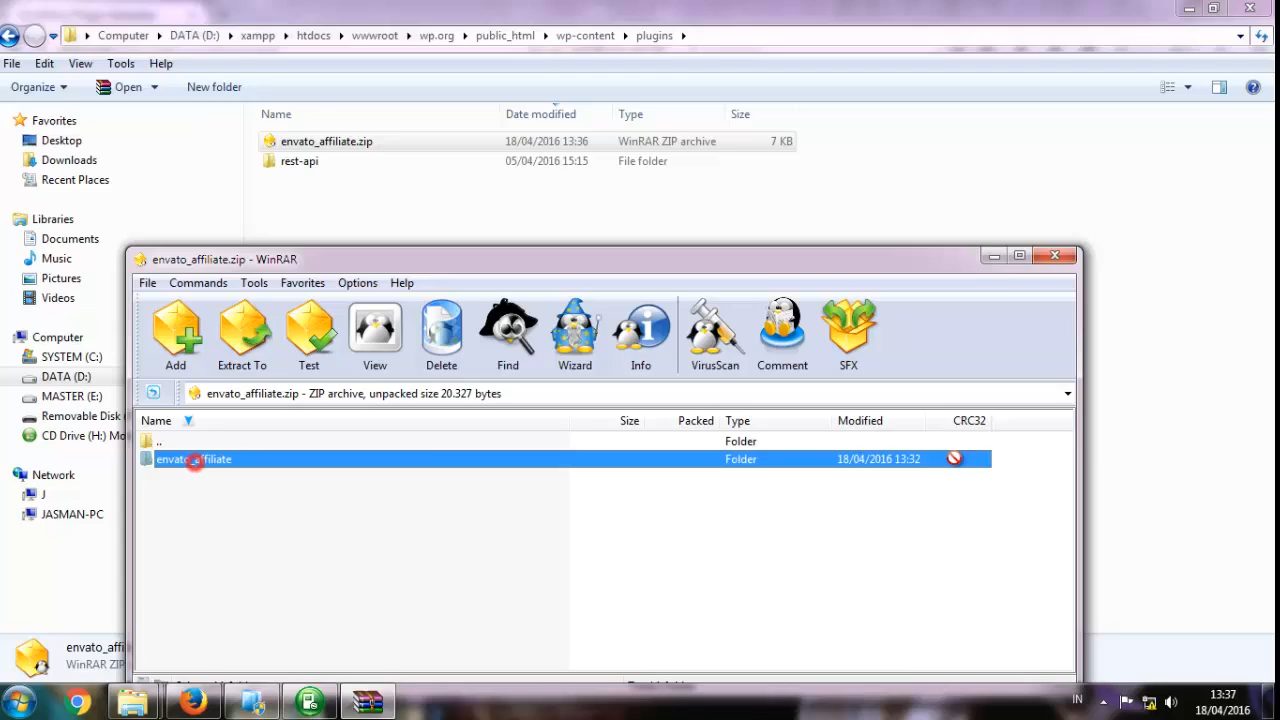 Computer DATA (D:) xampp htdocs wwwroot wp.org public_html wp-content plugins
File Edit View Tools Help
Organize Open New folder
Favorites
Desktop
Downloads
Recent Places
Libraries
Documents
Music
Pictures
Videos
Computer
SYSTEM (C:)
DATA (D:)
MASTER (E:)
Removable Disk
CD Drive (H:) Mo
Network
J
JASMAN-PC
Name Date modified Type Size
envato_affiliate.zip 18/04/2016 13:36 WinRAR ZIP archive 7 KB
rest-api 05/04/2016 15:15 File folder
envato_affiliate.zip - WinRAR
File Commands Tools Favorites Options Help
Add Extract To Test View Delete Find Wizard Info VirusScan Comment SFX
envato_affiliate.zip - ZIP archive, unpacked size 20.327 bytes
Name Size Packed Type Modified CRC32
.. Folder
envato_affiliate Folder 18/04/2016 13:32
envato_affi
WinRAR ZIP
IN
13:37
18/04/2016